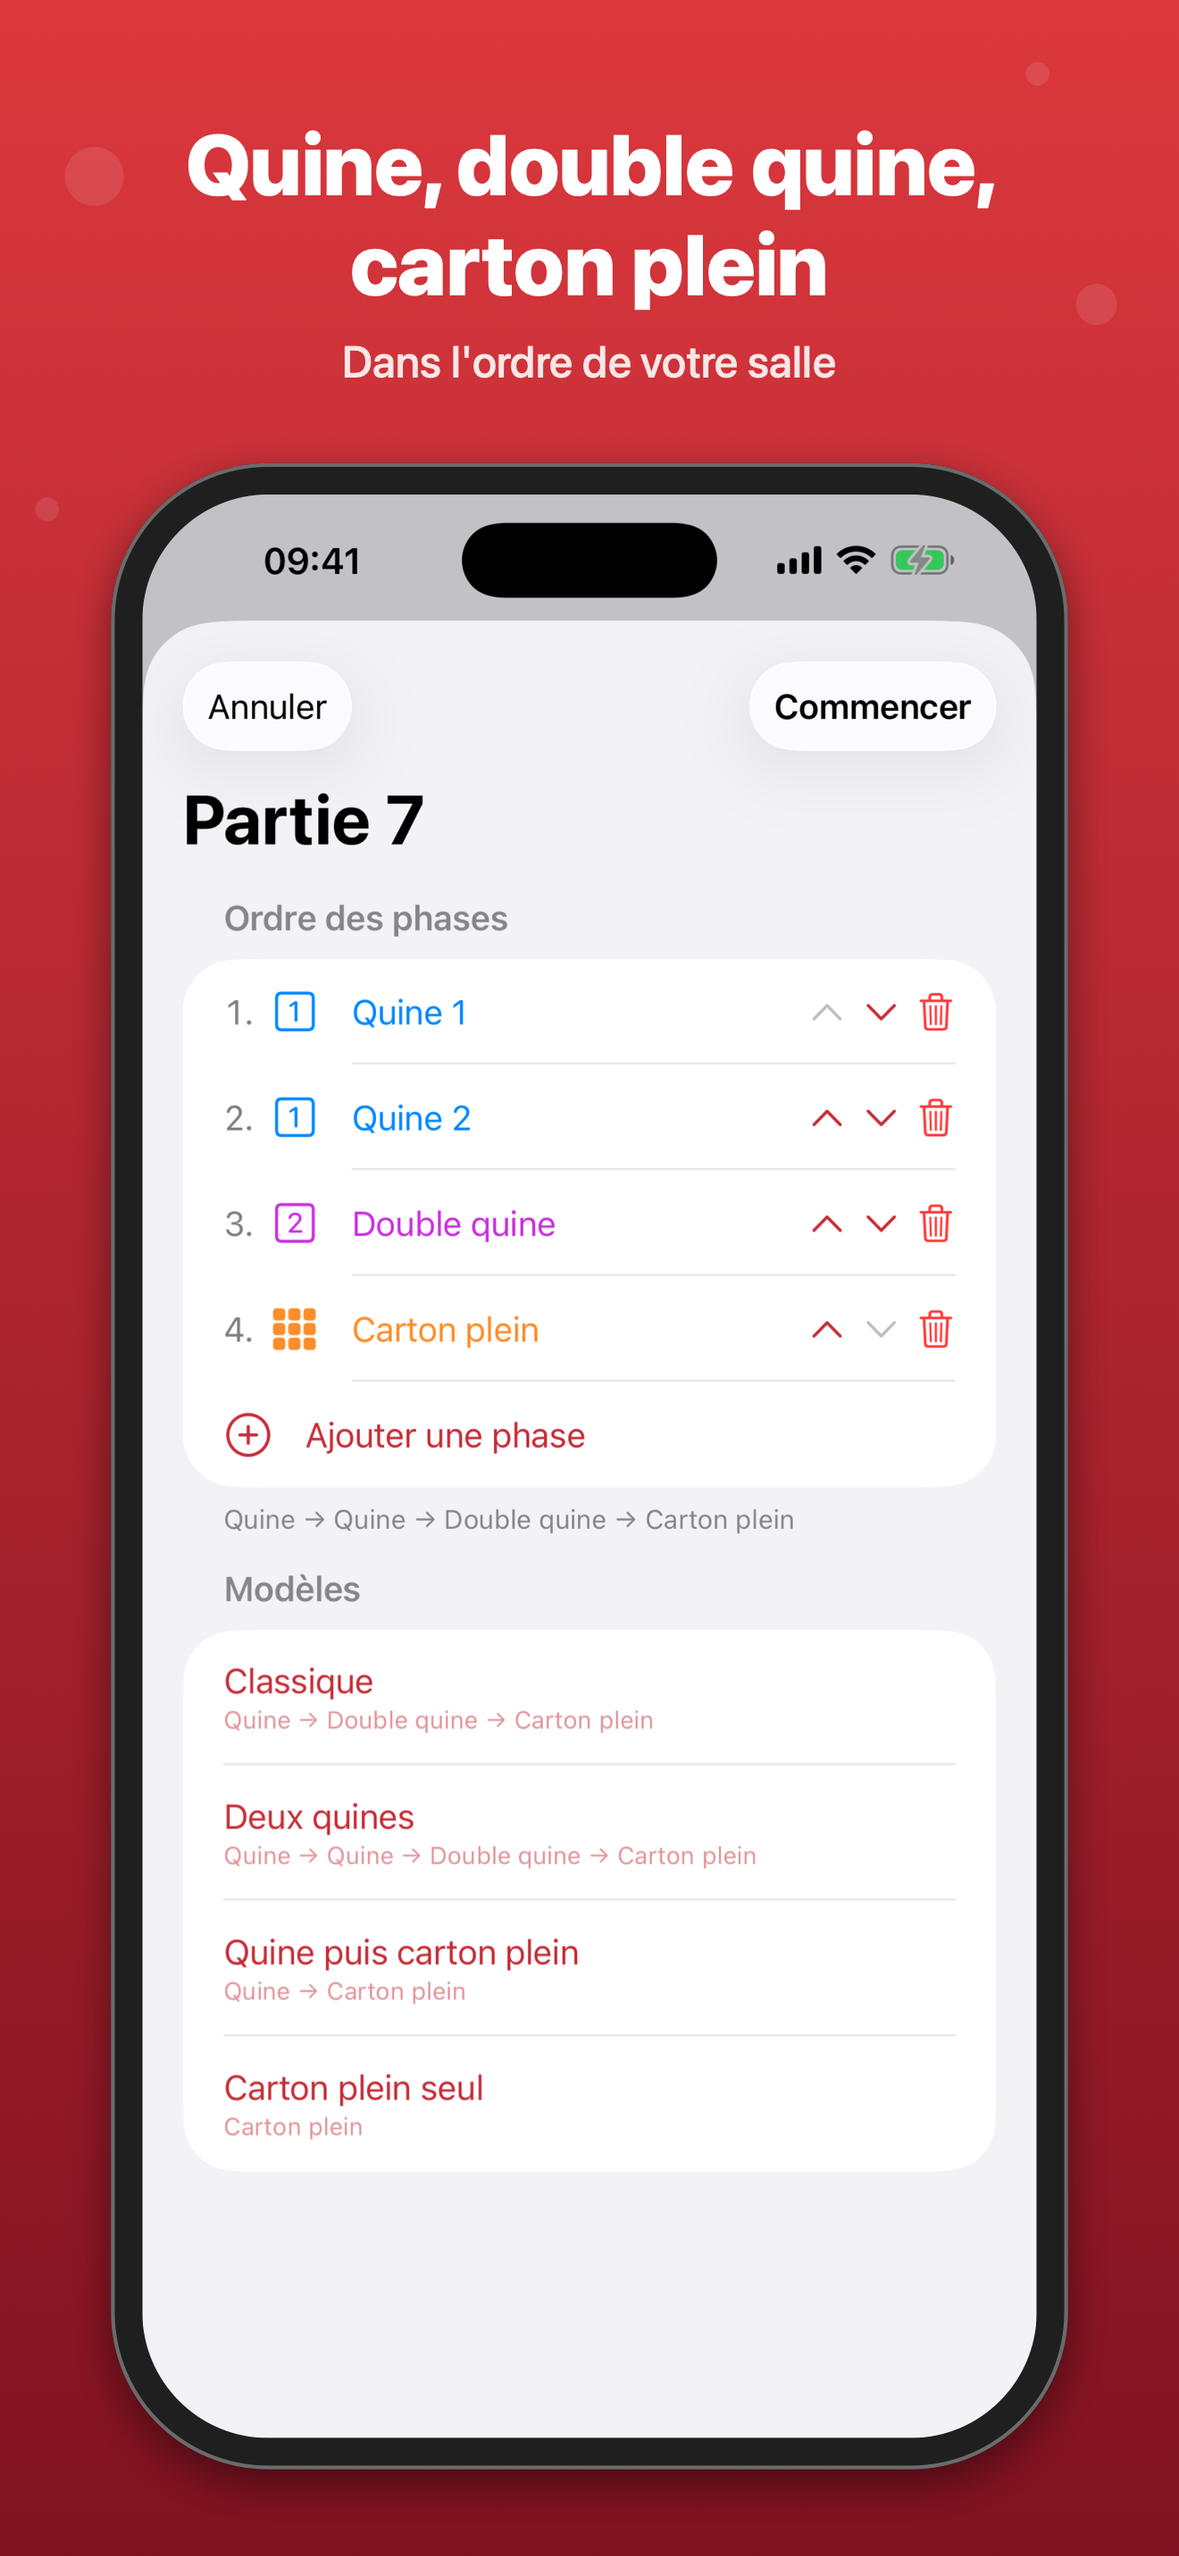 Quine, double quine,
carton plein
Dans l'ordre de votre salle
09:41
Annuler
Commencer
Partie 7
Ordre des phases
1. 1 Quine 1
2. 1 Quine 2
3. 2 Double quine
4. Carton plein
Ajouter une phase
Quine → Quine → Double quine → Carton plein
Modèles
Classique
Quine → Double quine → Carton plein
Deux quines
Quine → Quine → Double quine → Carton plein
Quine puis carton plein
Quine → Carton plein
Carton plein seul
Carton plein